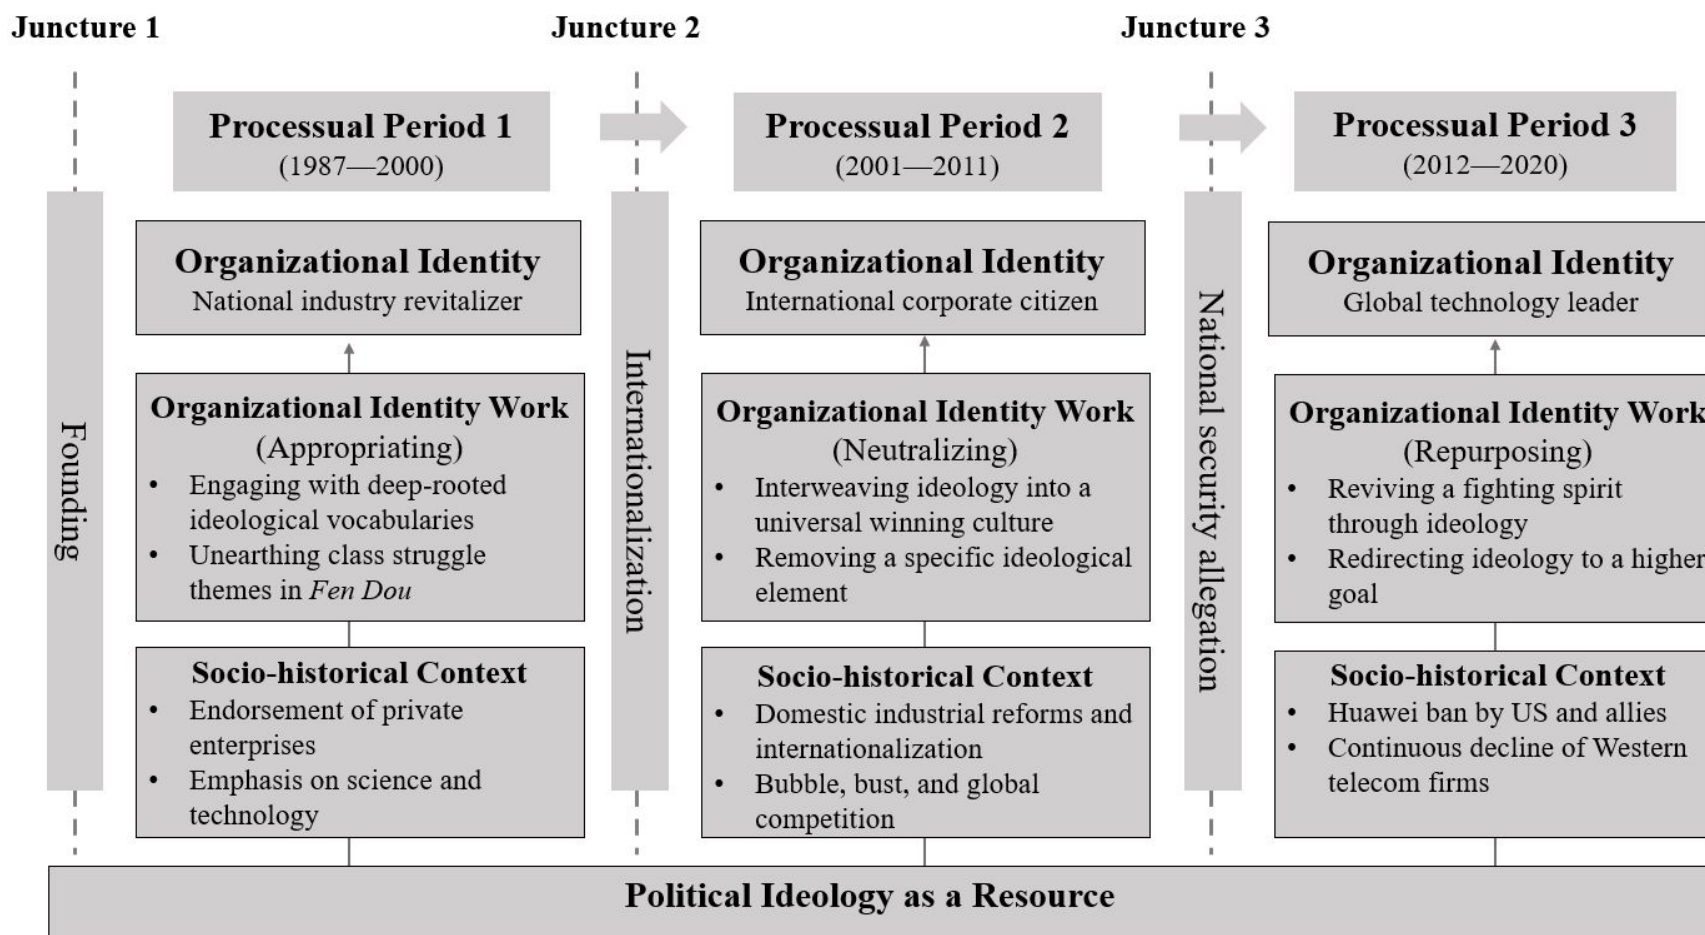 Juncture 1
Juncture 2
Juncture 3
Processual Period 1
(1987—2000)
Processual Period 2
(2001—2011)
Processual Period 3
(2012—2020)
Founding
Organizational Identity
National industry revitalizer
Organizational Identity Work
(Appropriating)
• Engaging with deep-rooted
ideological vocabularies
• Unearthing class struggle
themes in Fen Dou
Socio-historical Context
• Endorsement of private
enterprises
• Emphasis on science and
technology
Internationalization
Organizational Identity
International corporate citizen
Organizational Identity Work
(Neutralizing)
• Interweaving ideology into a
universal winning culture
• Removing a specific ideological
element
Socio-historical Context
• Domestic industrial reforms and
internationalization
• Bubble, bust, and global
competition
National security allegation
Organizational Identity
Global technology leader
Organizational Identity Work
(Repurposing)
• Reviving a fighting spirit
through ideology
• Redirecting ideology to a higher
goal
Socio-historical Context
• Huawei ban by US and allies
• Continuous decline of Western
telecom firms
Political Ideology as a Resource